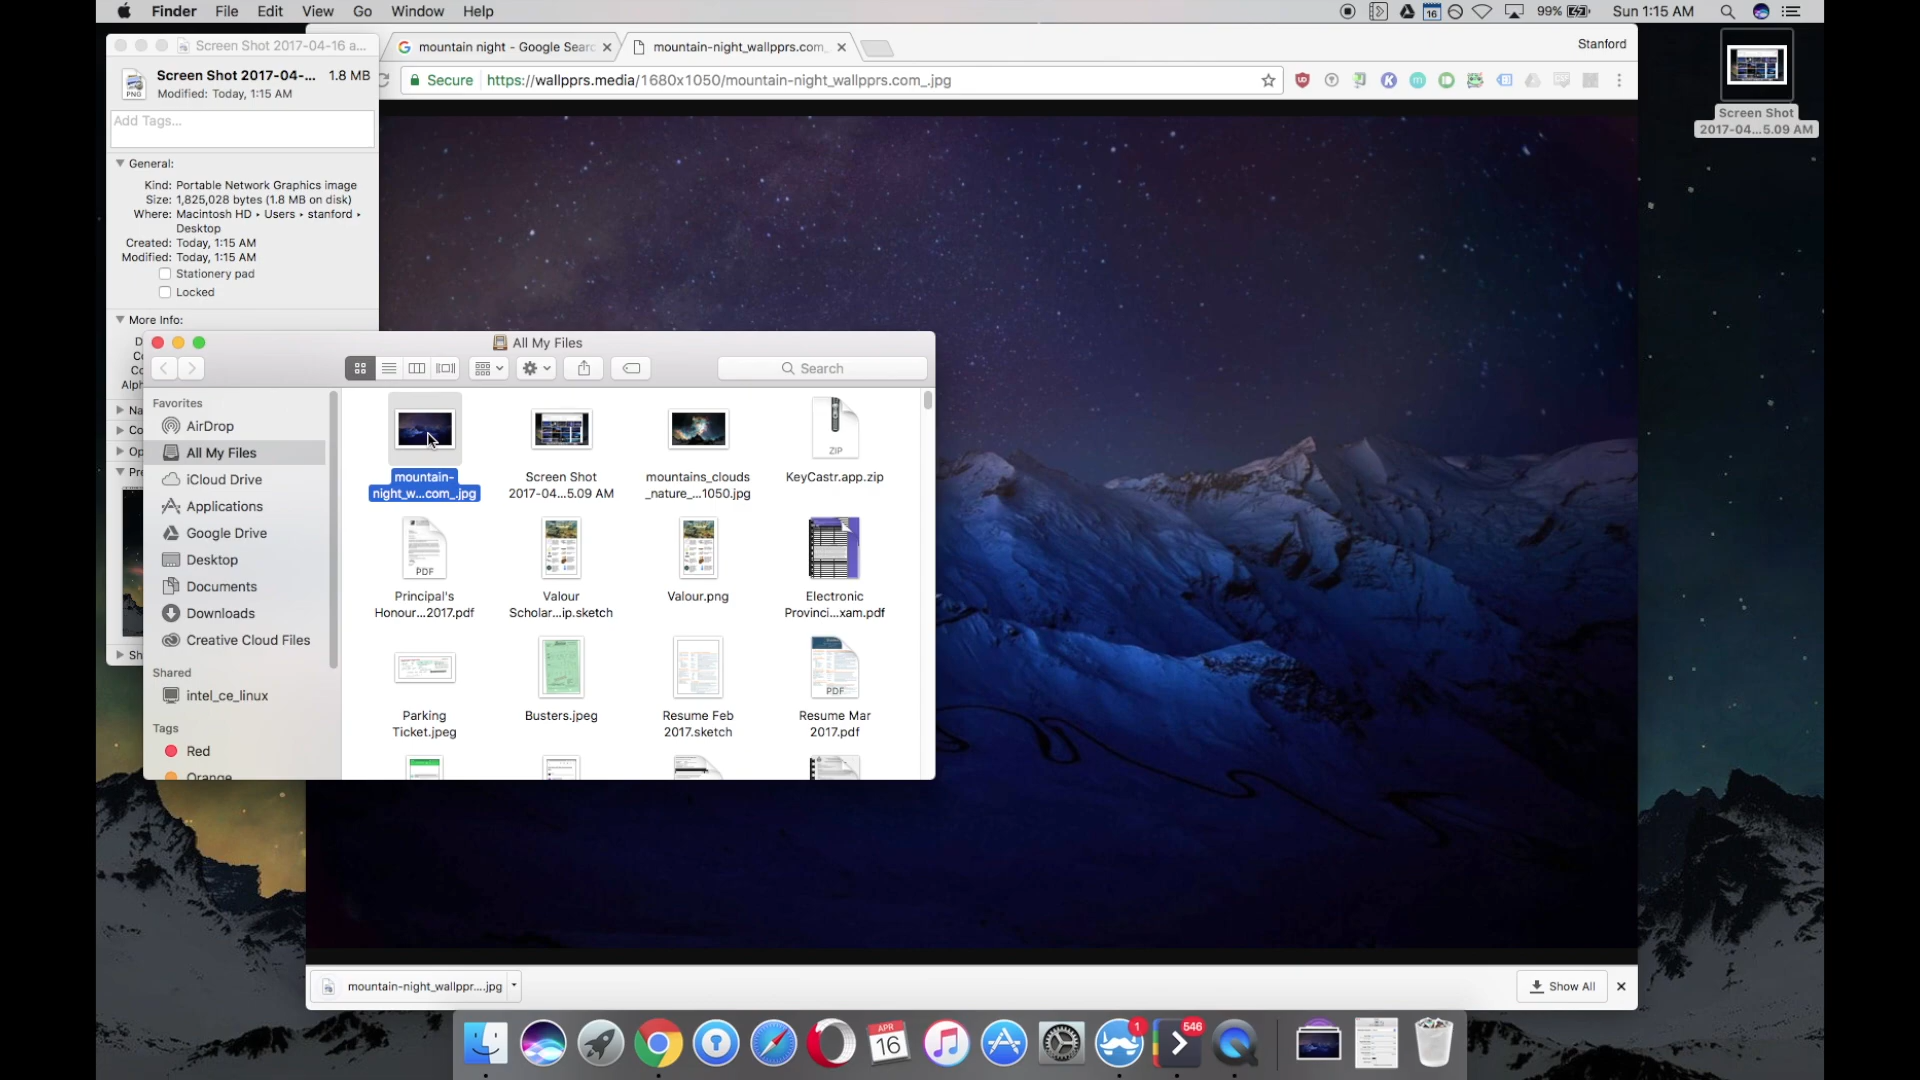 Finder File Edit View Go Window Help
16 99% Sun 1:15 AM
Screen Shot 2017-04-16 a...
Screen Shot 2017-04-... 1.8 MB
Modified: Today, 1:15 AM
PNG
Add Tags...
General:
Kind: Portable Network Graphics image
Size: 1,825,028 bytes (1.8 MB on disk)
Where: Macintosh HD ▸ Users ▸ stanford ▸
Desktop
Created: Today, 1:15 AM
Modified: Today, 1:15 AM
Stationery pad
Locked
More Info:
mountain night - Google Searc
mountain-night_wallpprs.com_
Stanford
Secure https://wallpprs.media/1680x1050/mountain-night_wallpprs.com_.jpg
Screen Shot
2017-04...5.09 AM
All My Files
Search
Favorites
AirDrop
All My Files
iCloud Drive
Applications
Google Drive
Desktop
Documents
Downloads
Creative Cloud Files
Shared
intel_ce_linux
Tags
Red
Orange
mountain-
night_w...com_.jpg
Screen Shot
2017-04...5.09 AM
mountains_clouds
_nature_...1050.jpg
ZIP
KeyCastr.app.zip
PDF
Principal's
Honour...2017.pdf
Valour
Scholar...ip.sketch
Valour.png
Electronic
Provinci...xam.pdf
Parking
Ticket.jpeg
Busters.jpeg
Resume Feb
2017.sketch
PDF
Resume Mar
2017.pdf
mountain-night_wallppr....jpg
Show All
APR
16
1
546